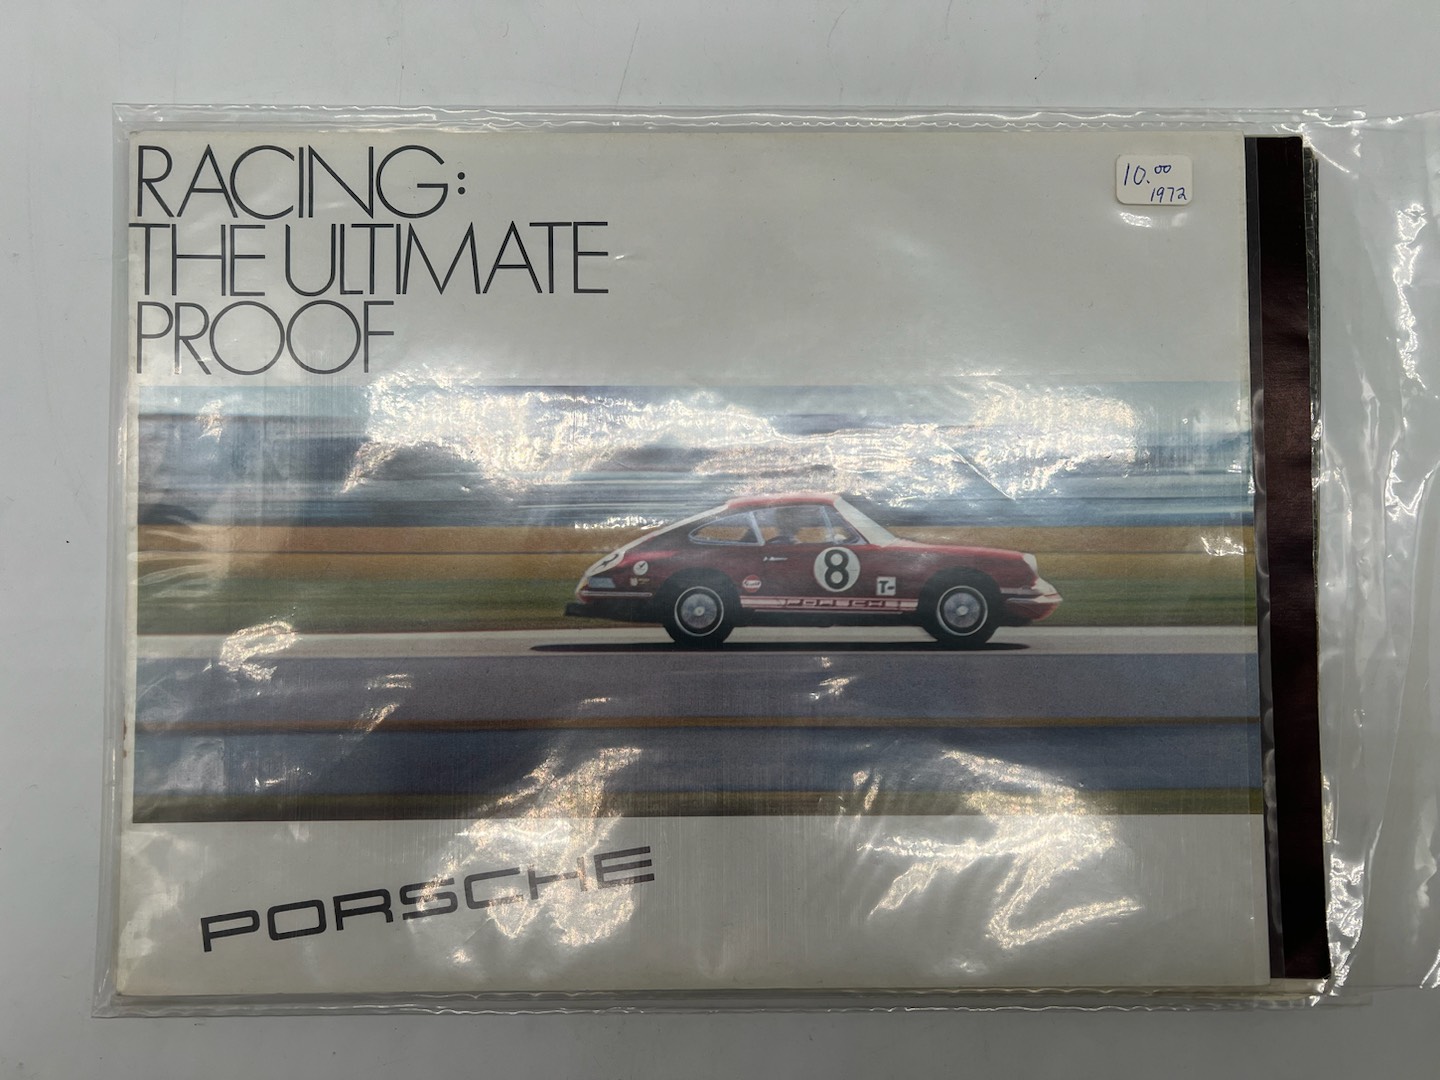 RACING:
THE ULTIMATE
PROOF
10.00
1972
8
T-
PORSCHE
PORSCHE